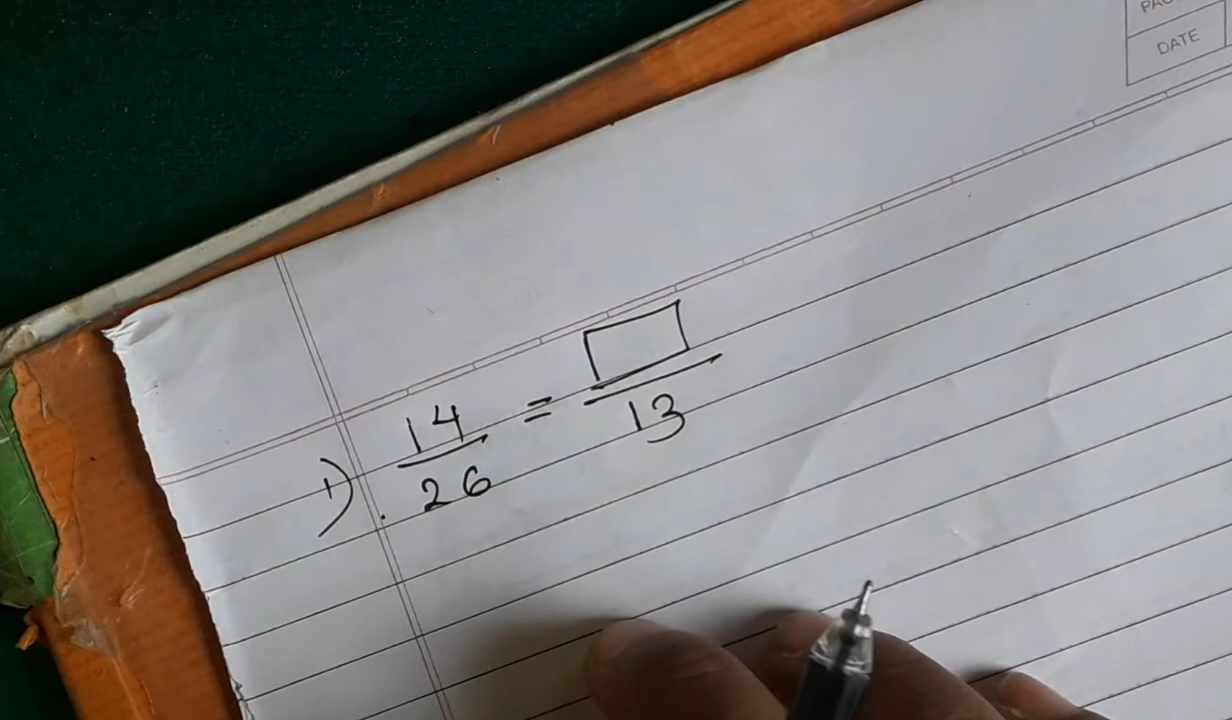 DATE
1). 14/26 = □/13